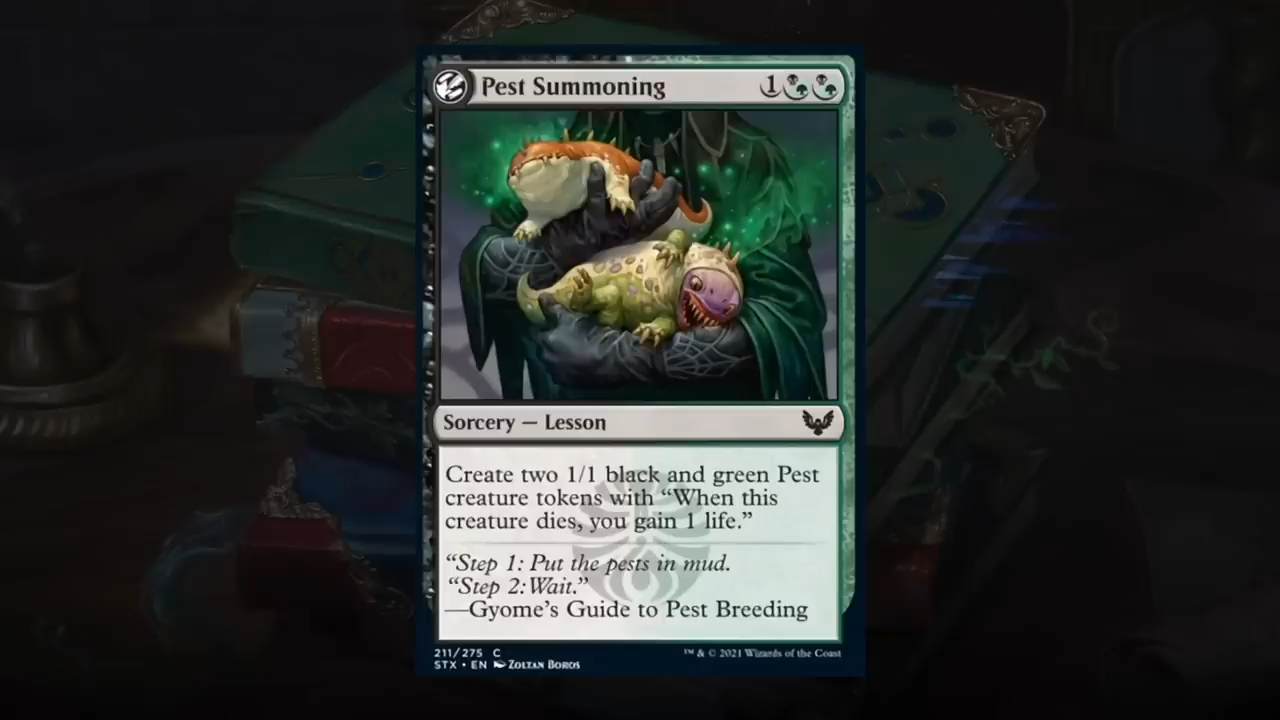 Pest Summoning 1
Sorcery — Lesson
Create two 1/1 black and green Pest
creature tokens with “When this
creature dies, you gain 1 life.”
“Step 1: Put the pests in mud.
“Step 2: Wait.”
—Gyome’s Guide to Pest Breeding
211/275 C
STX • EN Zoltan Boros
™ & © 2021 Wizards of the Coast